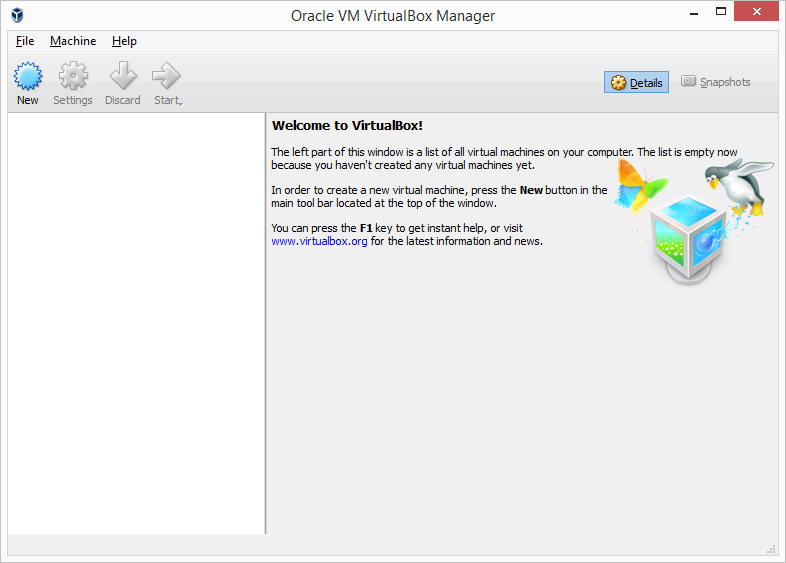 Oracle VM VirtualBox Manager
File Machine Help
New Settings Discard Start
Details Snapshots
Welcome to VirtualBox!
The left part of this window is a list of all virtual machines on your computer. The list is empty now
because you haven't created any virtual machines yet.
In order to create a new virtual machine, press the New button in the
main tool bar located at the top of the window.
You can press the F1 key to get instant help, or visit
www.virtualbox.org for the latest information and news.